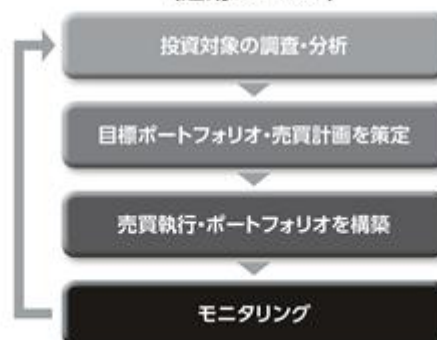 投資対象の調査・分析
目標ポートフォリオ・売買計画を策定
売買執行・ポートフォリオを構築
モニタリング